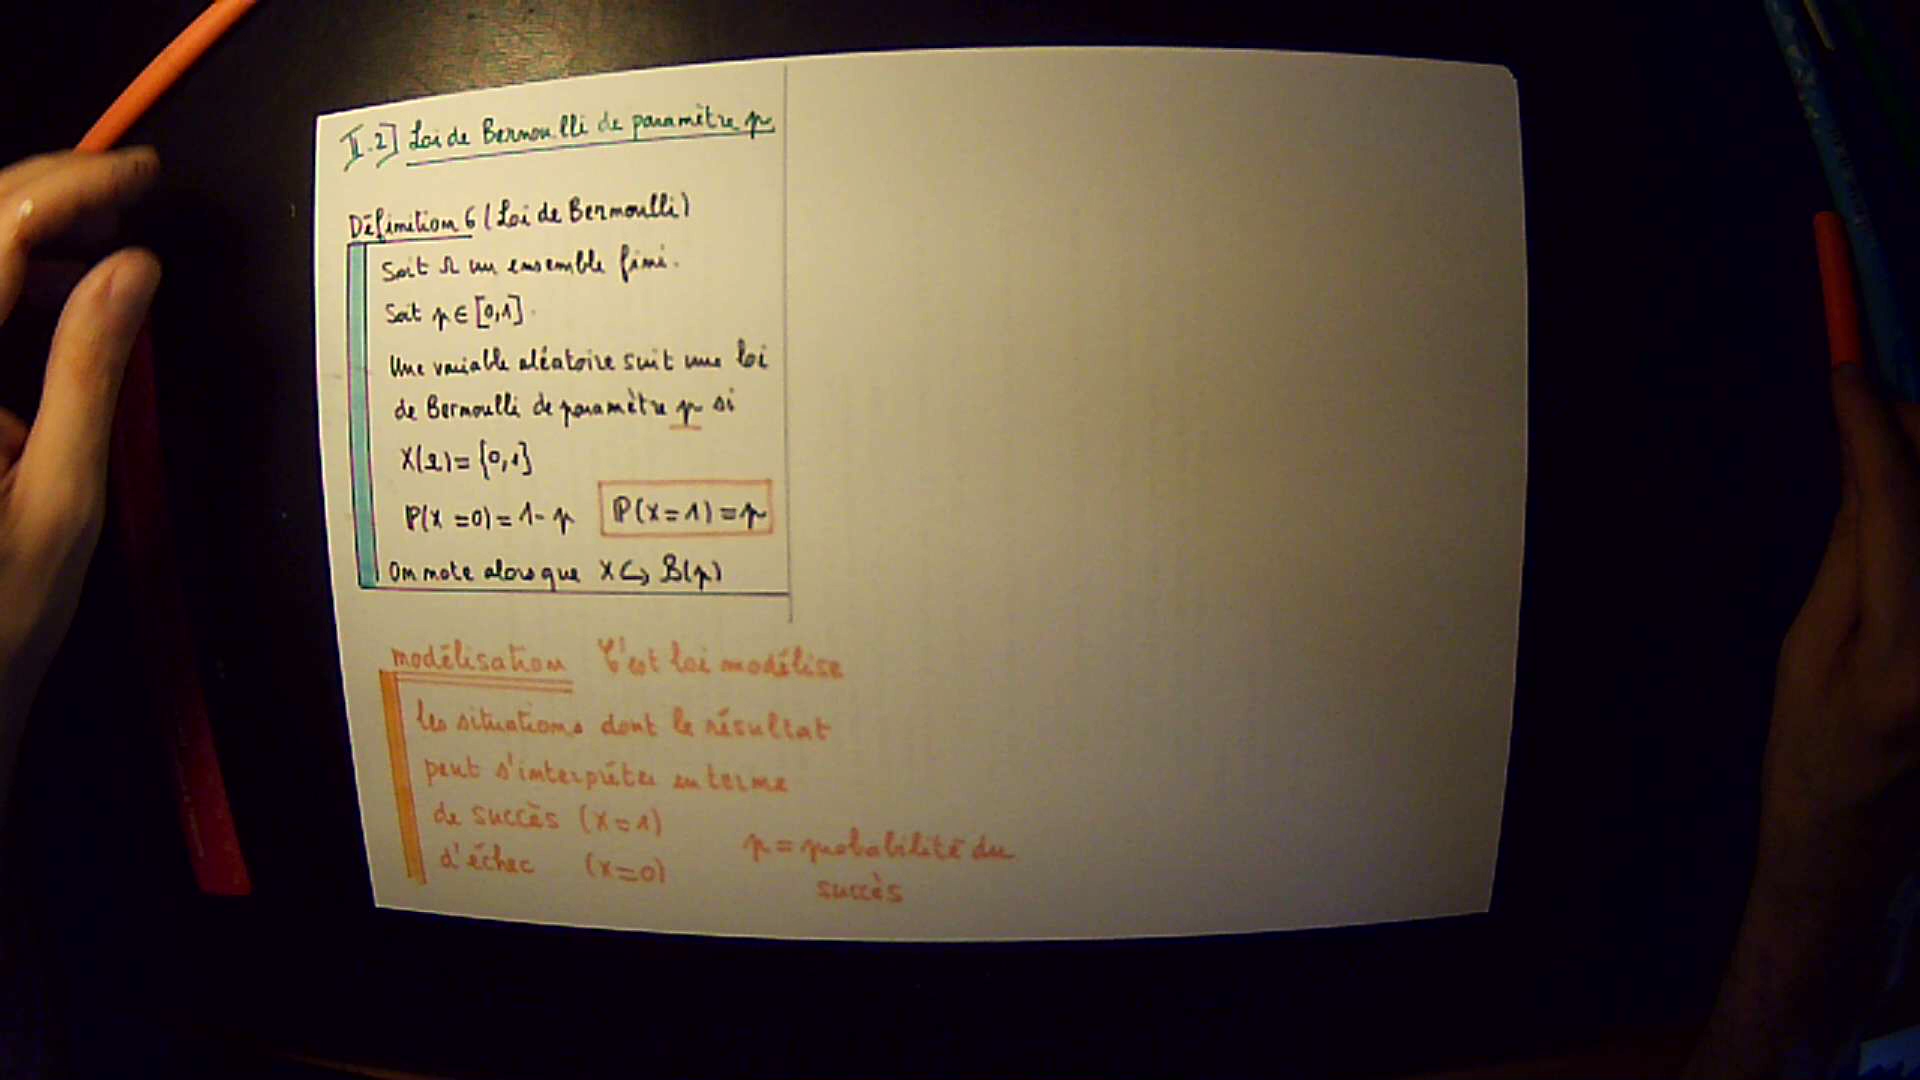 II.2] Loi de Bernoulli de paramètre p
Définition 6 (Loi de Bernoulli)
Soit Ω un ensemble fini.
Soit p ∈ [0,1].
Une variable aléatoire suit une loi
de Bernoulli de paramètre p si
X(Ω) = {0,1}
P(X = 0) = 1 - p P(X = 1) = p
On note alors que X ↪ B(p)
modélisation C'est loi modélise
les situations dont le résultat
peut s'interpréter en terme
de succès (X = 1)
d'échec (X = 0)
p = probabilité du
succès